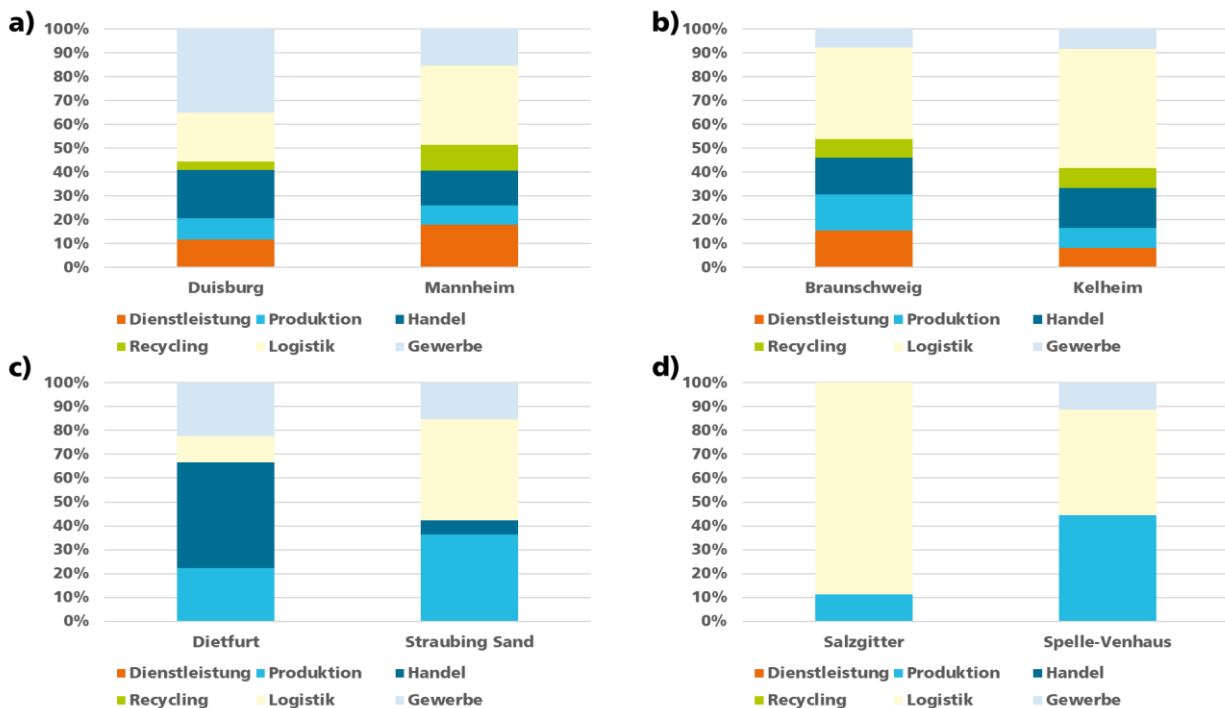 a)
100%
90%
80%
70%
60%
50%
40%
30%
20%
10%
0%
Duisburg Mannheim
Dienstleistung Produktion Handel
Recycling Logistik Gewerbe
b)
100%
90%
80%
70%
60%
50%
40%
30%
20%
10%
0%
Braunschweig Kelheim
Dienstleistung Produktion Handel
Recycling Logistik Gewerbe
c)
100%
90%
80%
70%
60%
50%
40%
30%
20%
10%
0%
Dietfurt Straubing Sand
Dienstleistung Produktion Handel
Recycling Logistik Gewerbe
d)
100%
90%
80%
70%
60%
50%
40%
30%
20%
10%
0%
Salzgitter Spelle-Venhaus
Dienstleistung Produktion Handel
Recycling Logistik Gewerbe